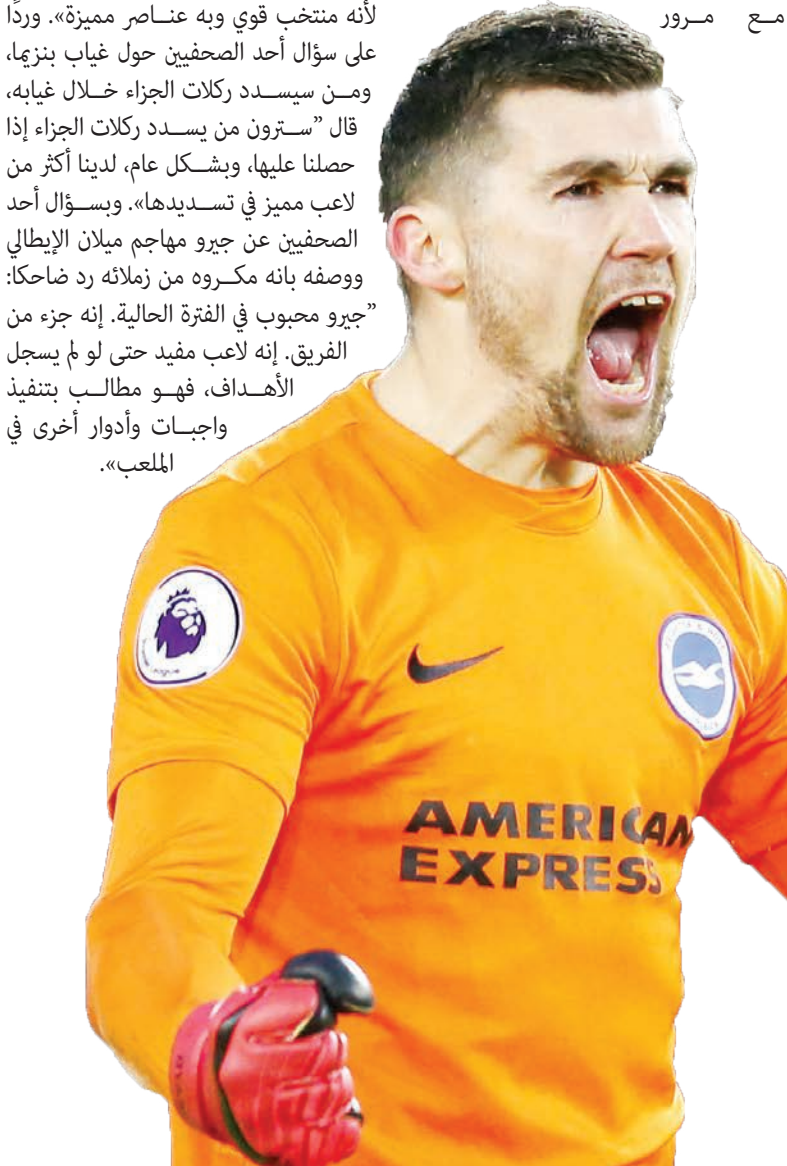 مع مرور
لأنه منتخب قوي وبه عناصر مميزة». وردًا
على سؤال أحد الصحفيين حول غياب بنزيما،
ومن سيسدد ركلات الجزاء خلال غيابه،
قال ”سترون من يسدد ركلات الجزاء إذا
حصلنا عليها، وبشكل عام، لدينا أكثر من
لاعب مميز في تسديدها». وبسؤال أحد
الصحفيين عن جيرو مهاجم ميلان الإيطالي
ووصفه بانه مكروه من زملائه رد ضاحكا:
”جيرو محبوب في الفترة الحالية. إنه جزء من
الفريق. إنه لاعب مفيد حتى لو لم يسجل
الأهداف، فهو مطالب بتنفيذ
واجبات وأدوار أخرى في
الملعب».
AMERICAN
EXPRESS